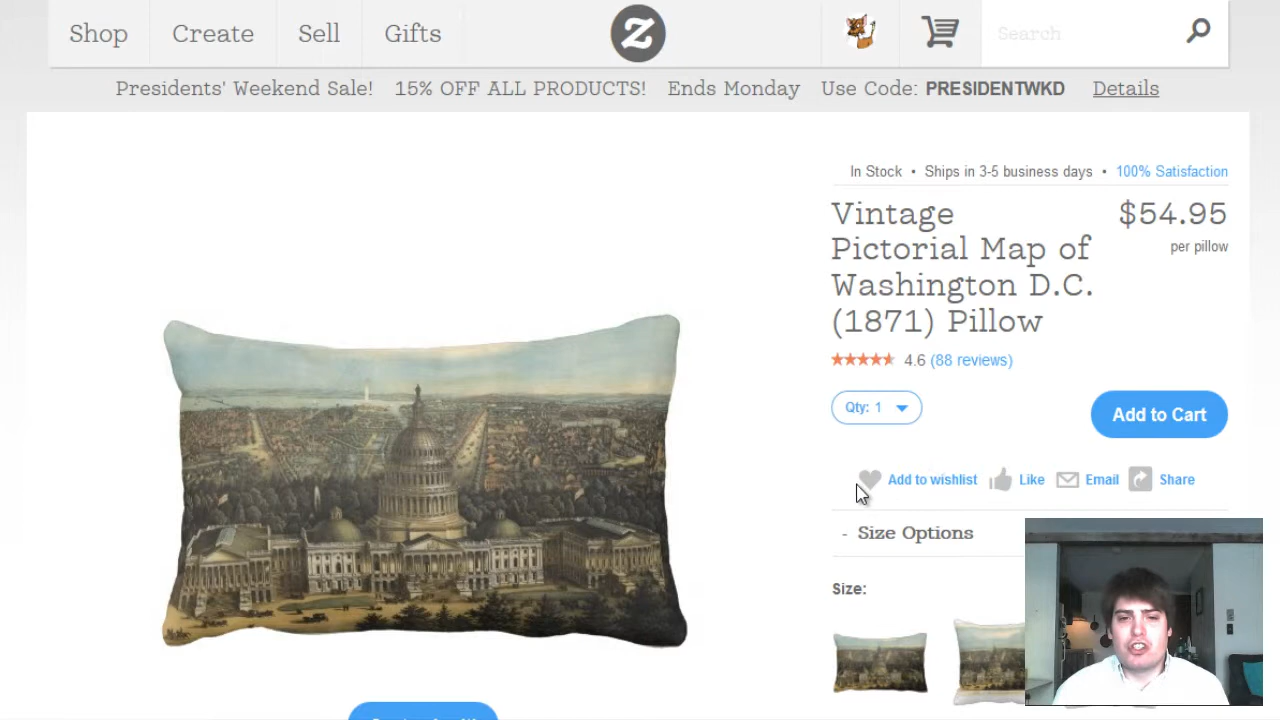 Shop Create Sell Gifts Z Search
Presidents' Weekend Sale! 15% OFF ALL PRODUCTS! Ends Monday Use Code: PRESIDENTWKD Details
In Stock • Ships in 3-5 business days • 100% Satisfaction
Vintage
Pictorial Map of
Washington D.C.
(1871) Pillow
$54.95
per pillow
4.6 (88 reviews)
Qty: 1
Add to Cart
Add to wishlist Like Email Share
- Size Options
Size: